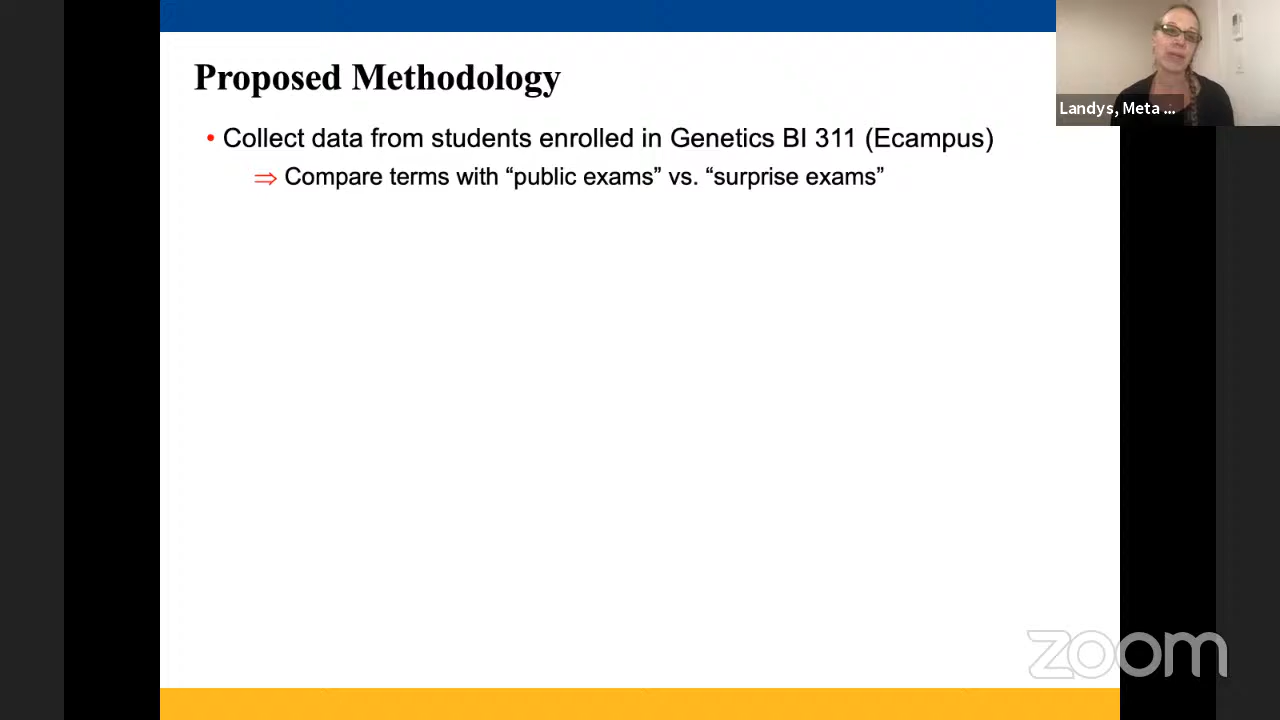 Proposed Methodology
• Collect data from students enrolled in Genetics BI 311 (Ecampus)
⇒ Compare terms with “public exams” vs. “surprise exams”
Landys, Meta ...
zoom